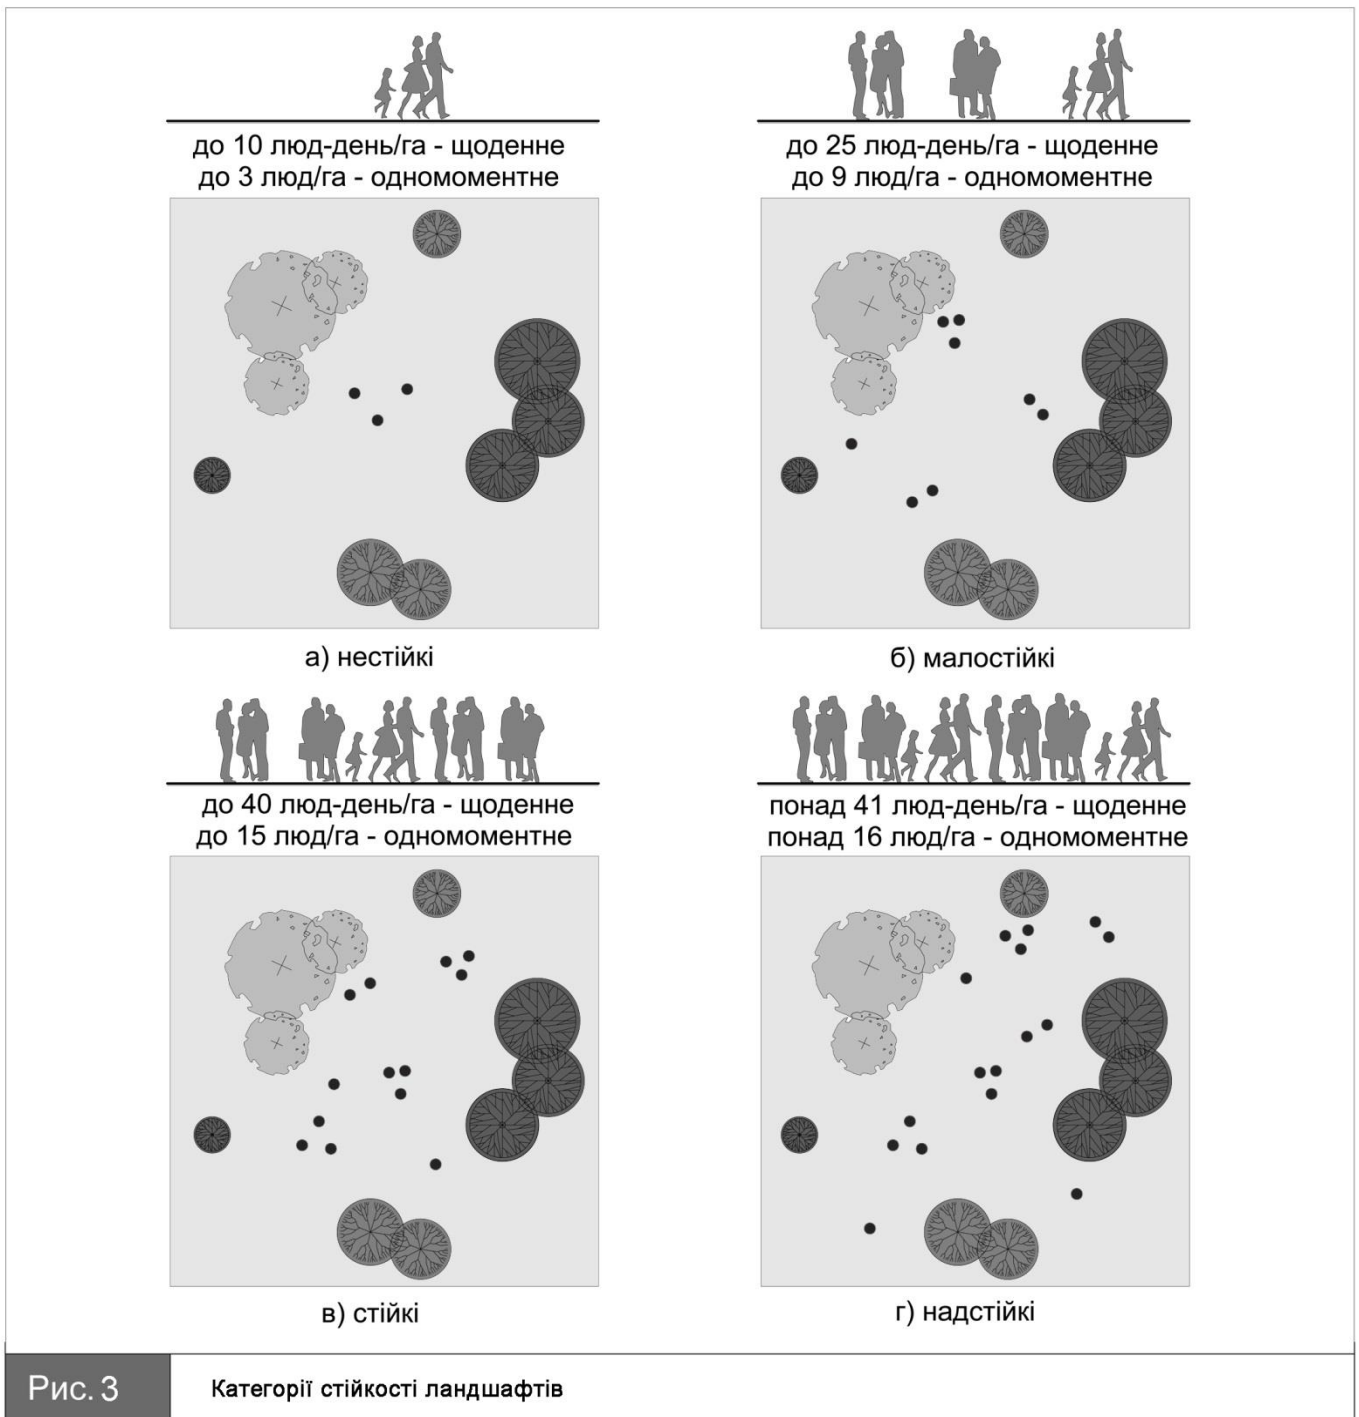 до 10 люд-день/га - щоденне
до 3 люд/га - одномоментне
до 25 люд-день/га - щоденне
до 9 люд/га - одномоментне
а) нестійкі
б) малостійкі
до 40 люд-день/га - щоденне
до 15 люд/га - одномоментне
понад 41 люд-день/га - щоденне
понад 16 люд/га - одномоментне
в) стійкі
г) надстійкі
Рис. 3
Категорії стійкості ландшафтів